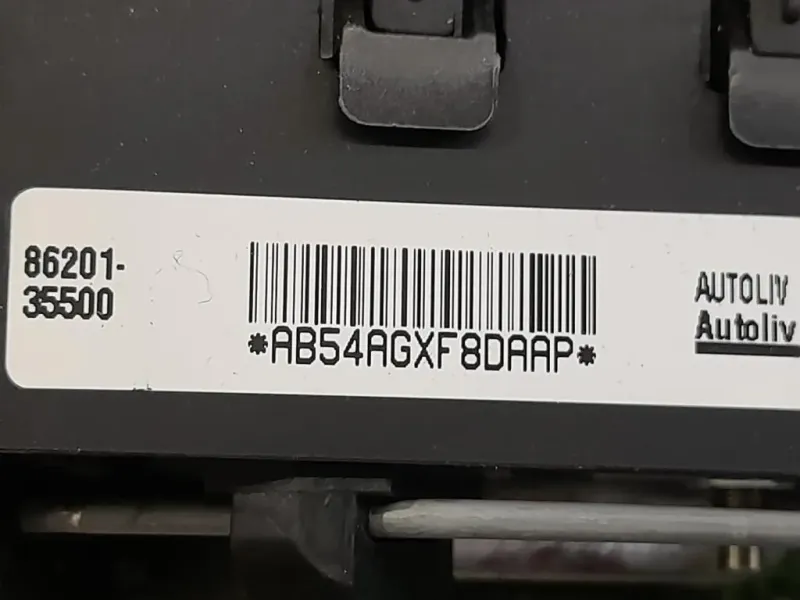 86201-
35500
*AB54AGXF8DAAP*
AUTOLIV
Autoliv